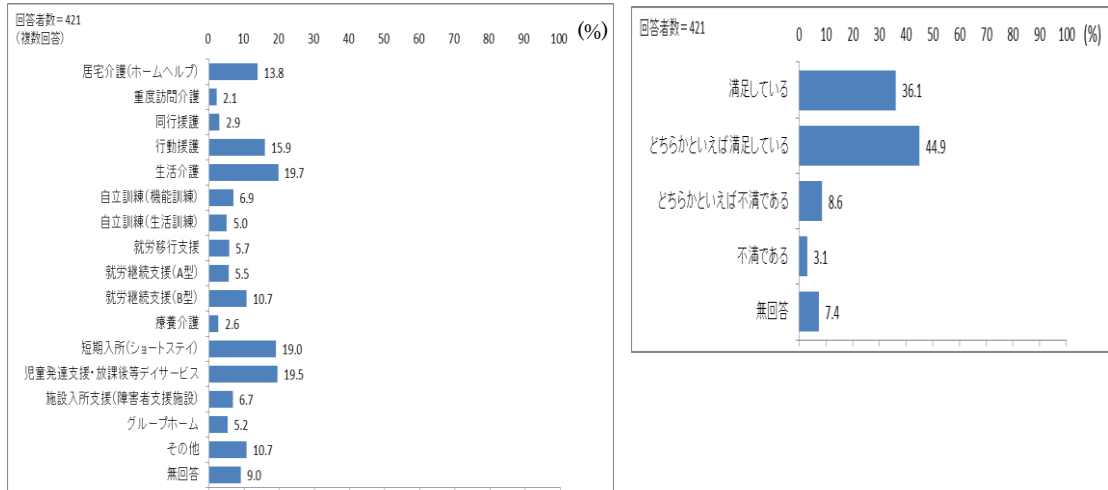 回答者数＝421
(複数回答)
0 10 20 30 40 50 60 70 80 90 100 (%)
居宅介護(ホームヘルプ) 13.8
重度訪問介護 2.1
同行援護 2.9
行動援護 15.9
生活介護 19.7
自立訓練(機能訓練) 6.9
自立訓練(生活訓練) 5.0
就労移行支援 5.7
就労継続支援(A型) 5.5
就労継続支援(B型) 10.7
療養介護 2.6
短期入所(ショートステイ) 19.0
児童発達支援・放課後等デイサービス 19.5
施設入所支援(障害者支援施設) 6.7
グループホーム 5.2
その他 10.7
無回答 9.0
回答者数＝421
0 10 20 30 40 50 60 70 80 90 100 (%)
満足している 36.1
どちらかといえば満足している 44.9
どちらかといえば不満である 8.6
不満である 3.1
無回答 7.4